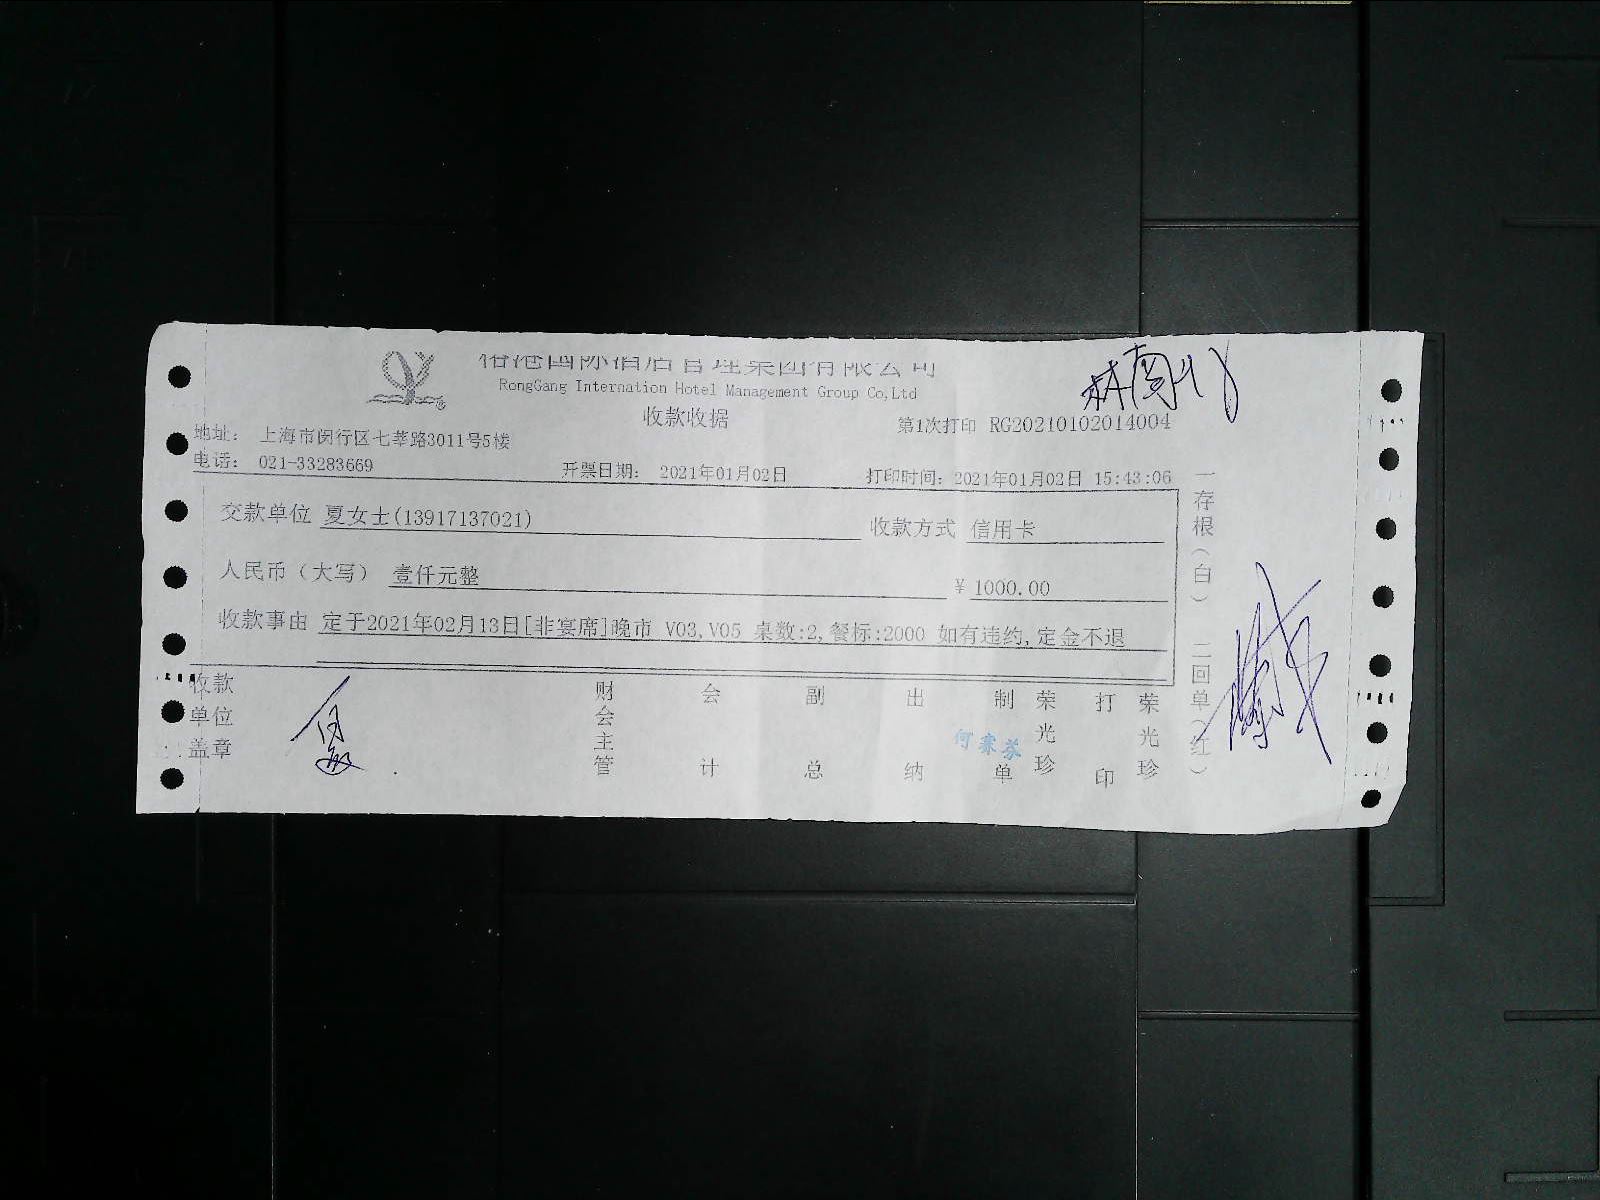 国际酒店管理集团有限公司
RongGang Internation Hotel Management Group Co,Ltd
收款收据
第1次打印 RG20210102014004
地址： 上海市闵行区七莘路3011号5楼
电话： 021-33283669
开票日期： 2021年01月02日
打印时间：2021年01月02日 15:43:06
交款单位 夏女士(13917137021)
收款方式 信用卡
人民币（大写） 壹仟元整
¥ 1000.00
收款事由 定于2021年02月13日[非宴席]晚市 V03,V05 桌数:2,餐标:2000 如有违约,定金不退
收款单位盖章
财会主管
会计
副总
出纳
制单
荣光珍
打印
荣光珍
一存根（白） 二回单（红）